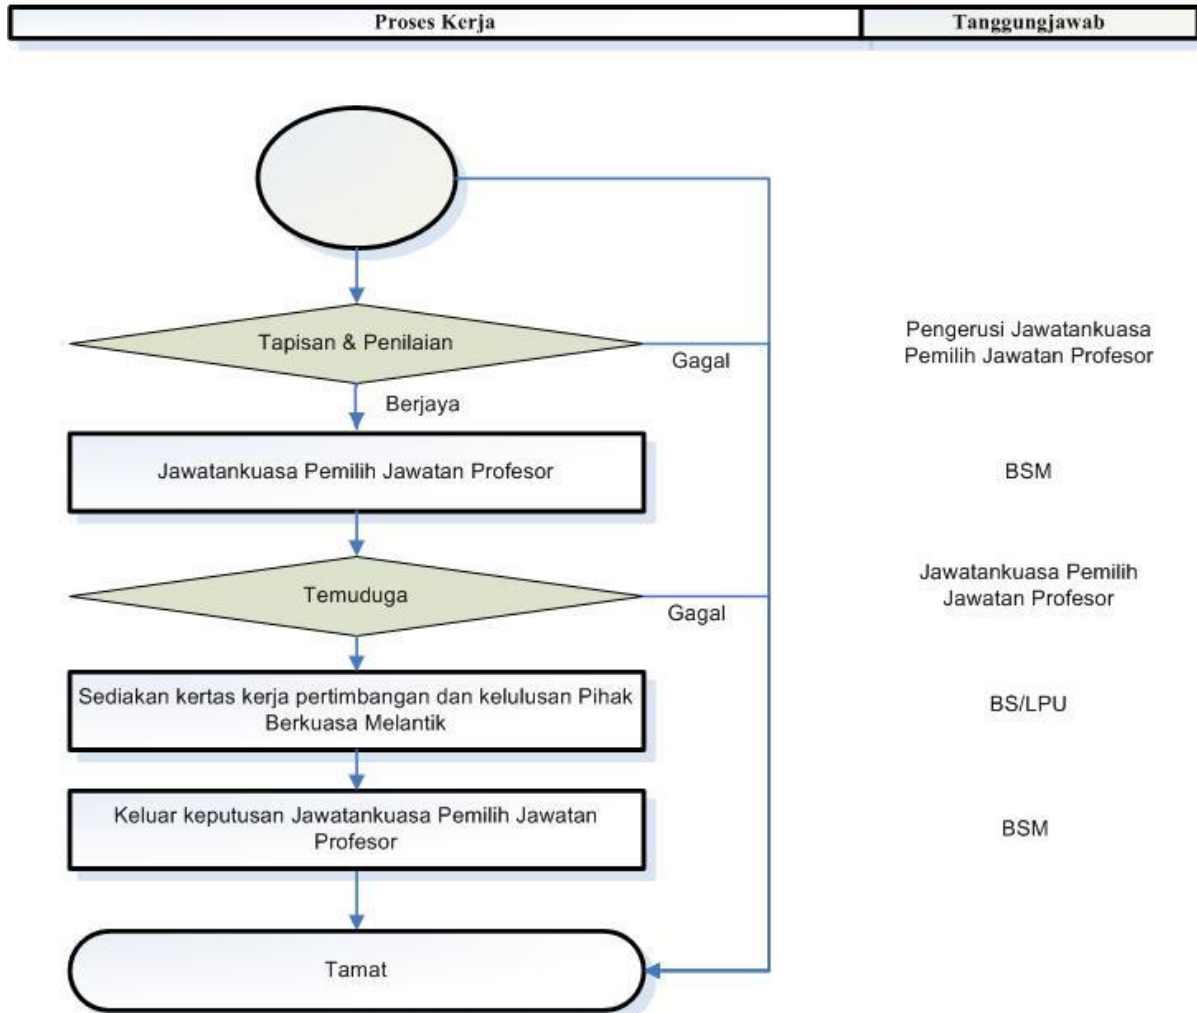 Proses Kerja
Tanggungjawab
Tapisan & Penilaian
Gagal
Pengerusi Jawatankuasa
Pemilih Jawatan Profesor
Berjaya
Jawatankuasa Pemilih Jawatan Profesor
BSM
Temuduga
Gagal
Jawatankuasa Pemilih
Jawatan Profesor
Sediakan kertas kerja pertimbangan dan kelulusan Pihak
Berkuasa Melantik
BS/LPU
Keluar keputusan Jawatankuasa Pemilih Jawatan
Profesor
BSM
Tamat